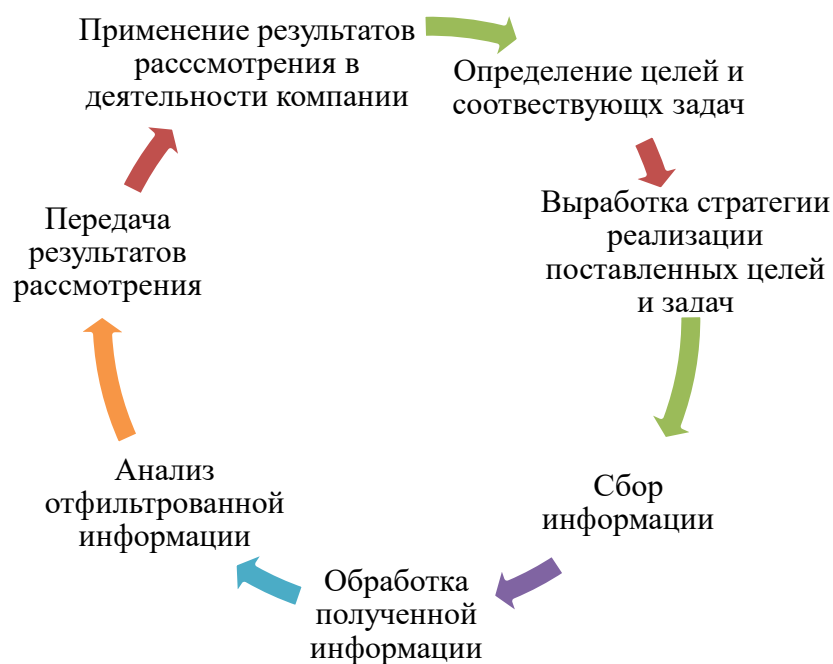 Применение результатов
расссмотрения в
деятельности компании
Определение целей и
соотвествующх задач
Выработка стратегии
реализации
поставленных целей
и задач
Сбор
информации
Обработка
полученной
информации
Анализ
отфильтрованной
информации
Передача
результатов
рассмотрения